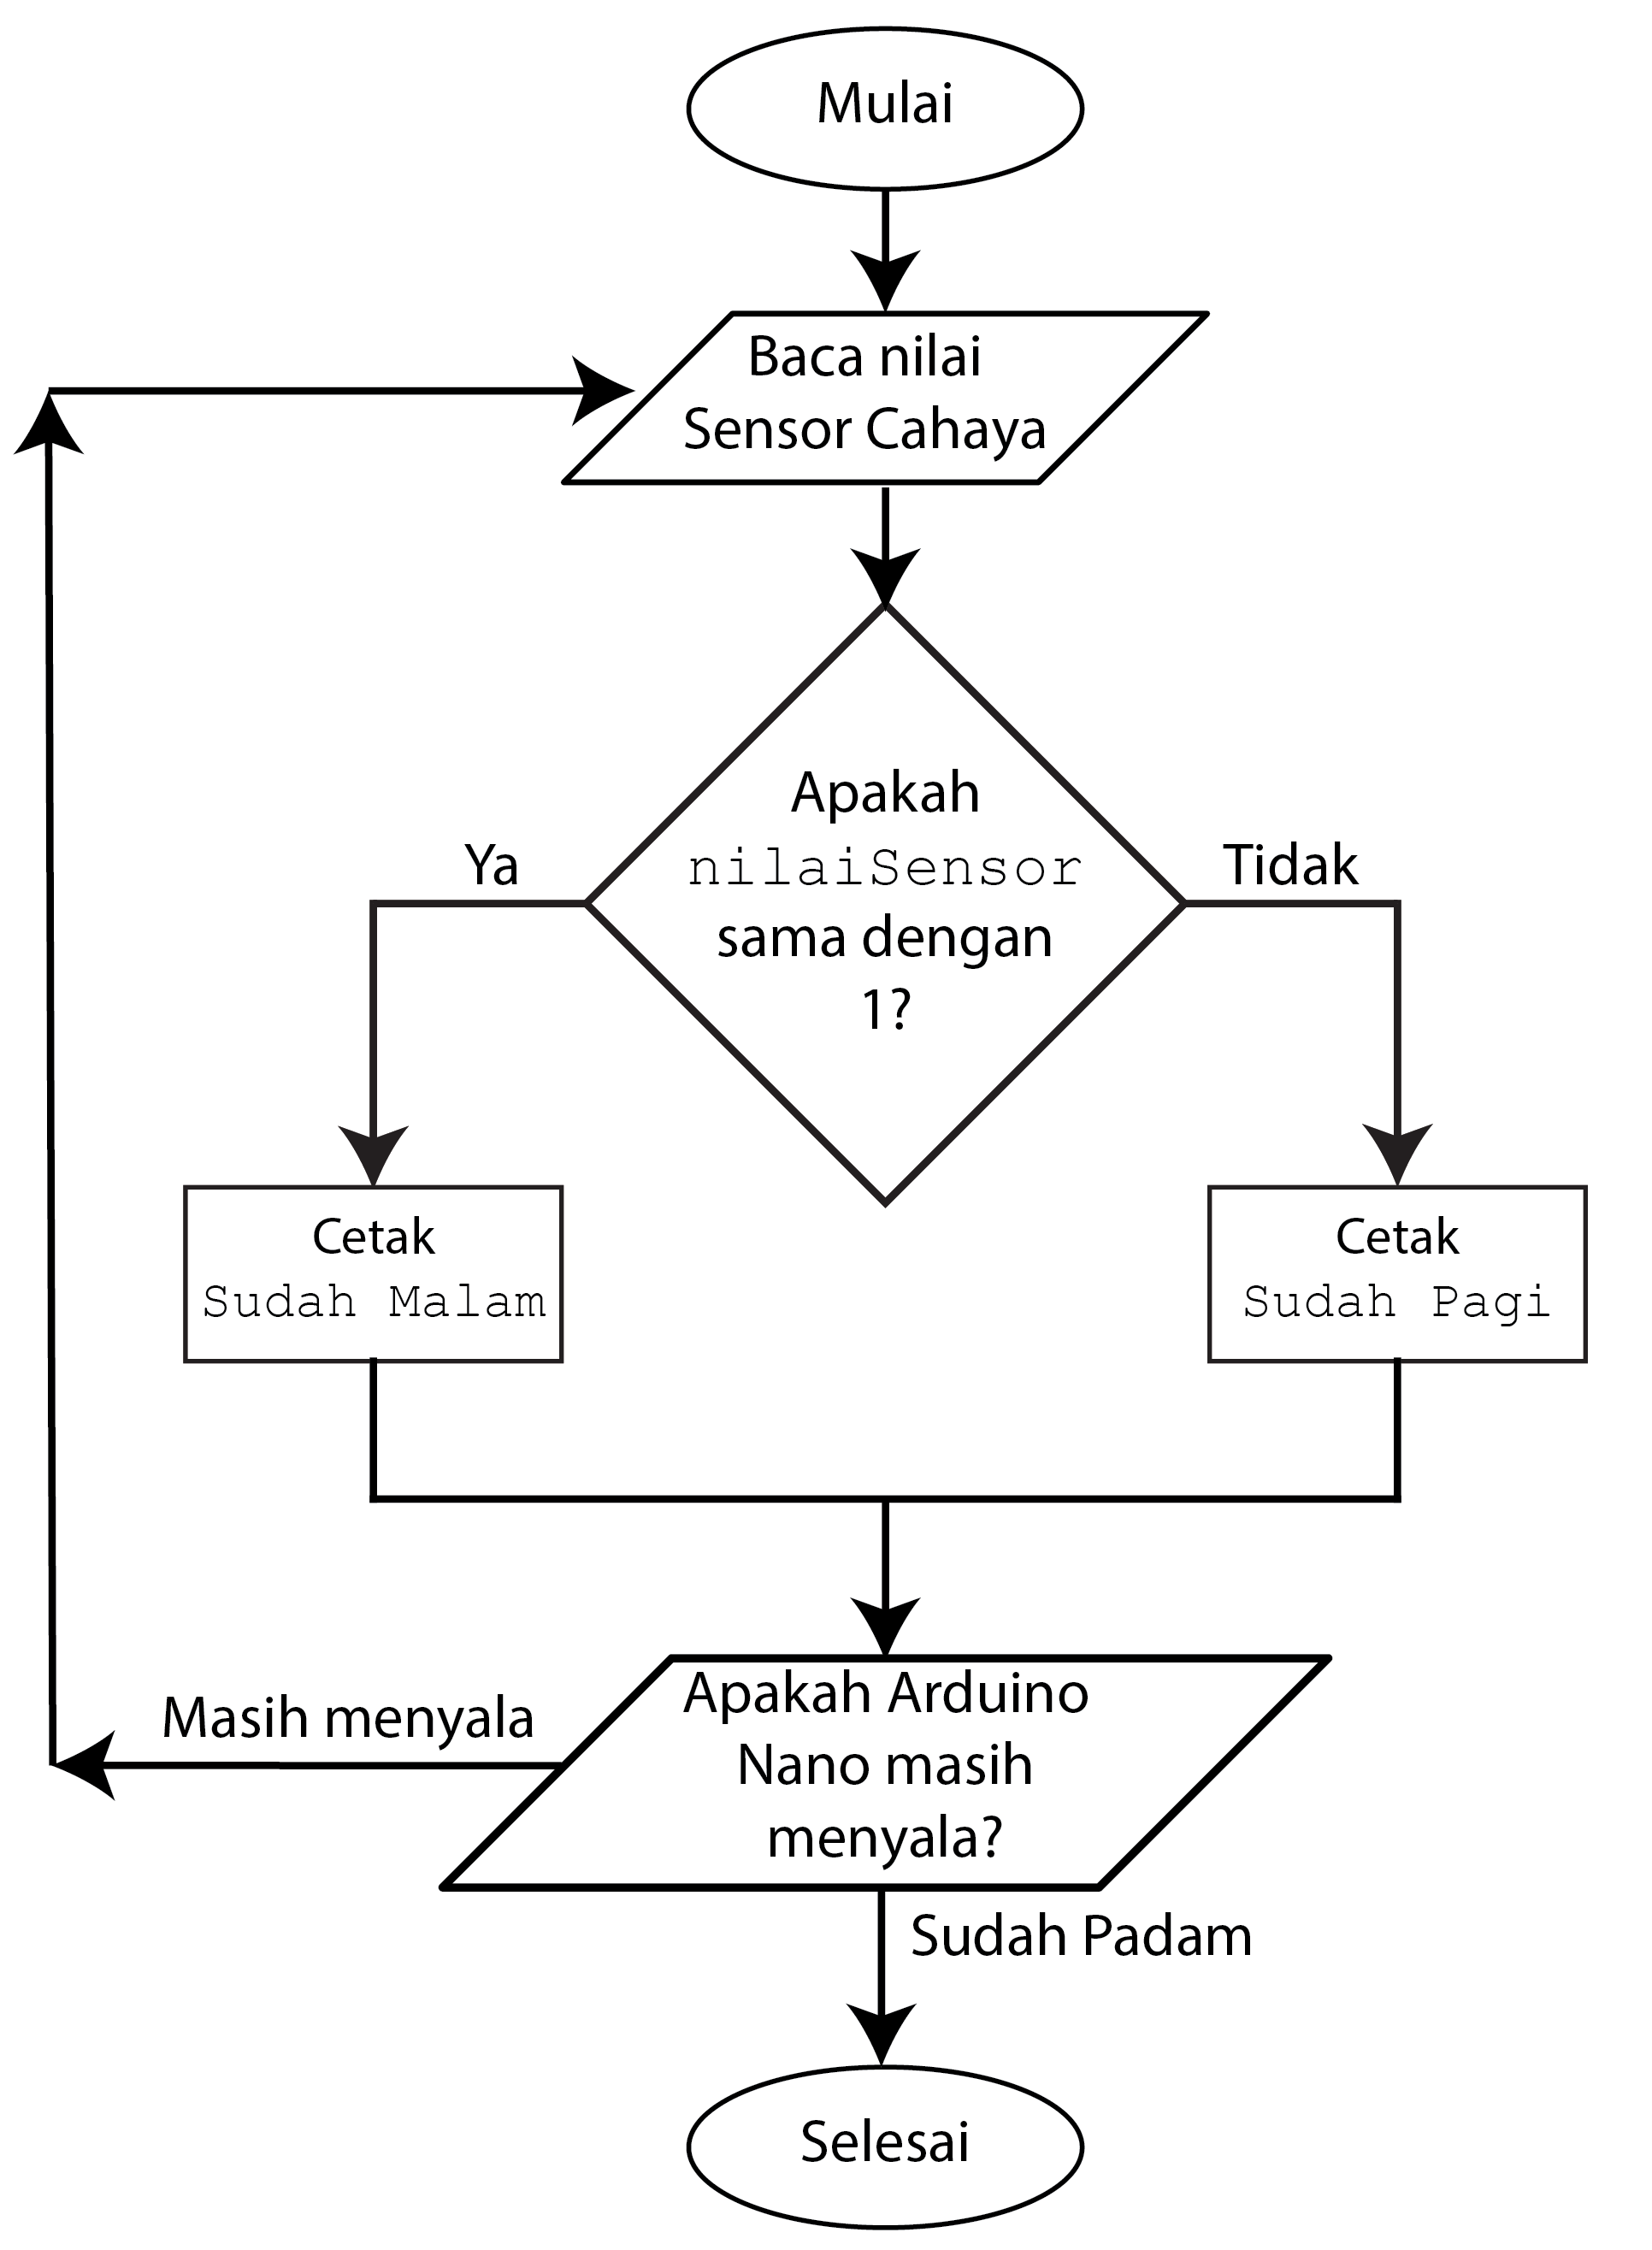 Mulai
Baca nilai
Sensor Cahaya
Apakah
nilaiSensor
sama dengan
1?
Ya
Tidak
Cetak
Sudah Malam
Cetak
Sudah Pagi
Apakah Arduino
Nano masih
menyala?
Masih menyala
Sudah Padam
Selesai